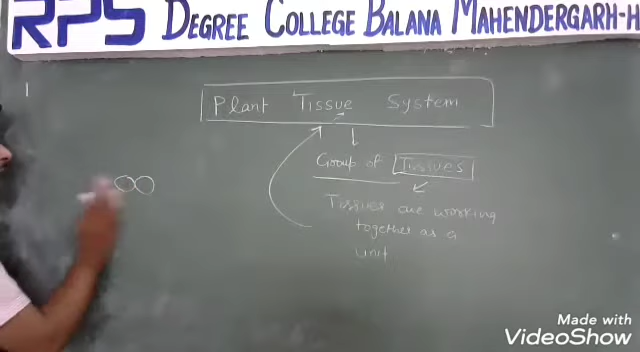 RPS DEGREE COLLEGE BALANA MAHENDERGARH-H
Plant Tissue System
Group of Tissues
Tissues are working
together as a
unit
Made with
VideoShow